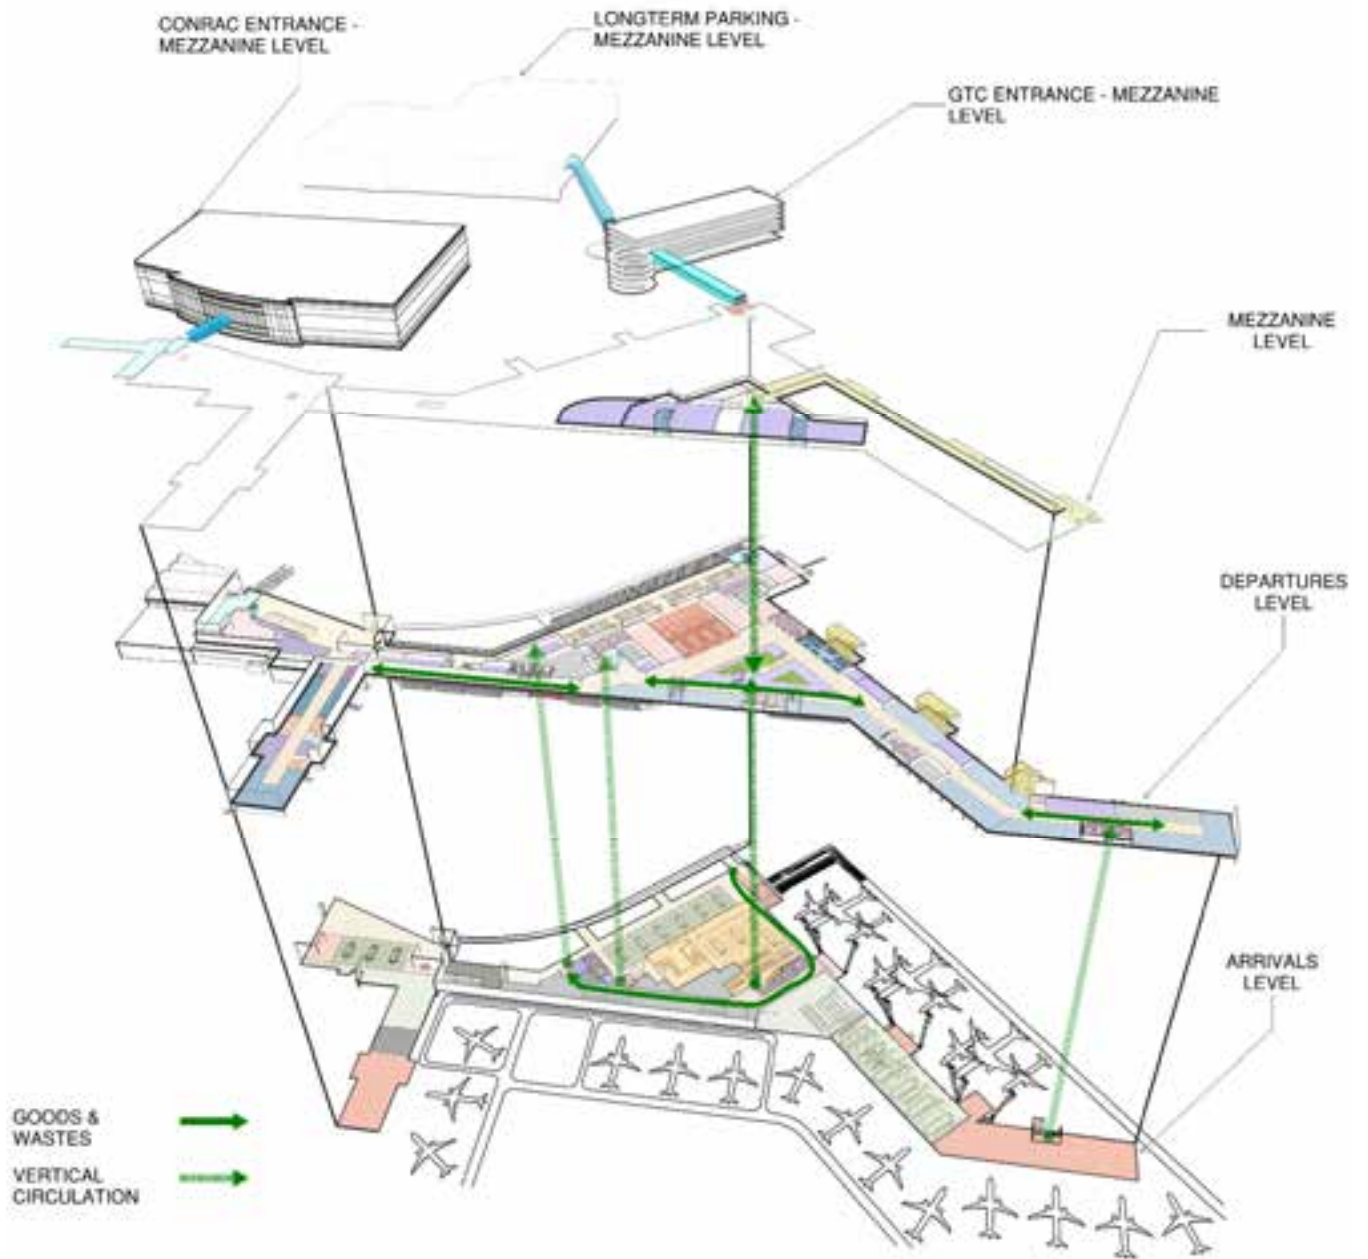 CONRAC ENTRANCE -
MEZZANINE LEVEL
LONGTERM PARKING -
MEZZANINE LEVEL
GTC ENTRANCE - MEZZANINE
LEVEL
MEZZANINE
LEVEL
DEPARTURES
LEVEL
ARRIVALS
LEVEL
GOODS &
WASTES
VERTICAL
CIRCULATION